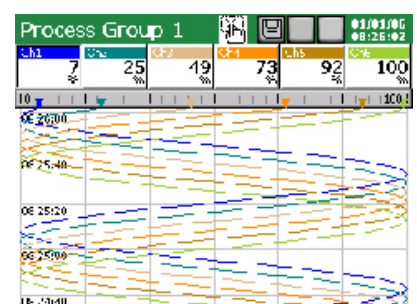 Process Group 1
01/01/06
08:26:02
Ch1 Ch2 Ch3 Ch4 Ch5 Ch6
7 25 49 73 92 100
% % % % % %
0 100
08 26:00
08 25:40
08 25:20
08 25:00